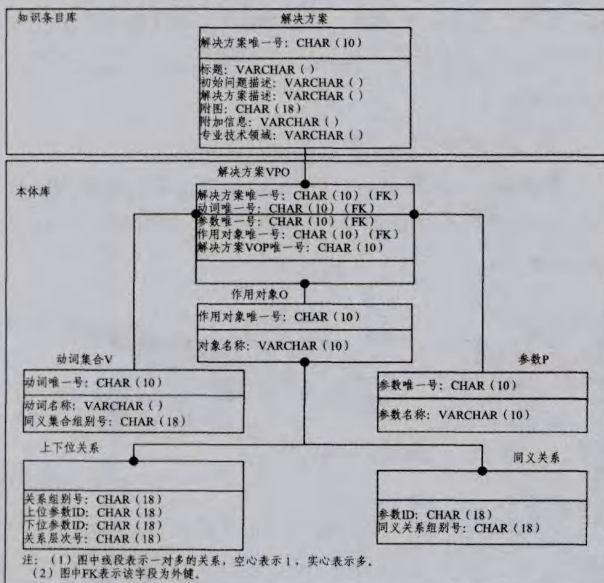 知识条目库
解决方案
解决方案唯一号: CHAR (10)
标题: VARCHAR ( )
初始问题描述: VARCHAR ( )
解决方案描述: VARCHAR ( )
附图: CHAR (18)
附加信息: VARCHAR ( )
专业技术领域: VARCHAR ( )
本体库
解决方案VPO
解决方案唯一号: CHAR (10) (FK)
动词唯一号: CHAR (10) (FK)
参数唯一号: CHAR (10) (FK)
作用对象唯一号: CHAR (10) (FK)
解决方案VOP唯一号: CHAR (10)
作用对象O
作用对象唯一号: CHAR (10)
对象名称: VARCHAR (10)
动词集合V
动词唯一号: CHAR (10)
动词名称: VARCHAR ( )
同义集合组别号: CHAR (18)
参数P
参数唯一号: CHAR (10)
参数名称: VARCHAR (10)
上下位关系
关系组别号: CHAR (18)
上位参数ID: CHAR (18)
下位参数ID: CHAR (18)
关系层次号: CHAR (18)
同义关系
参数ID: CHAR (18)
同义关系组别号: CHAR (18)
注: (1) 图中线段表示一对多的关系, 空心表示1, 实心表示多。
(2) 图中FK表示该字段为外键。